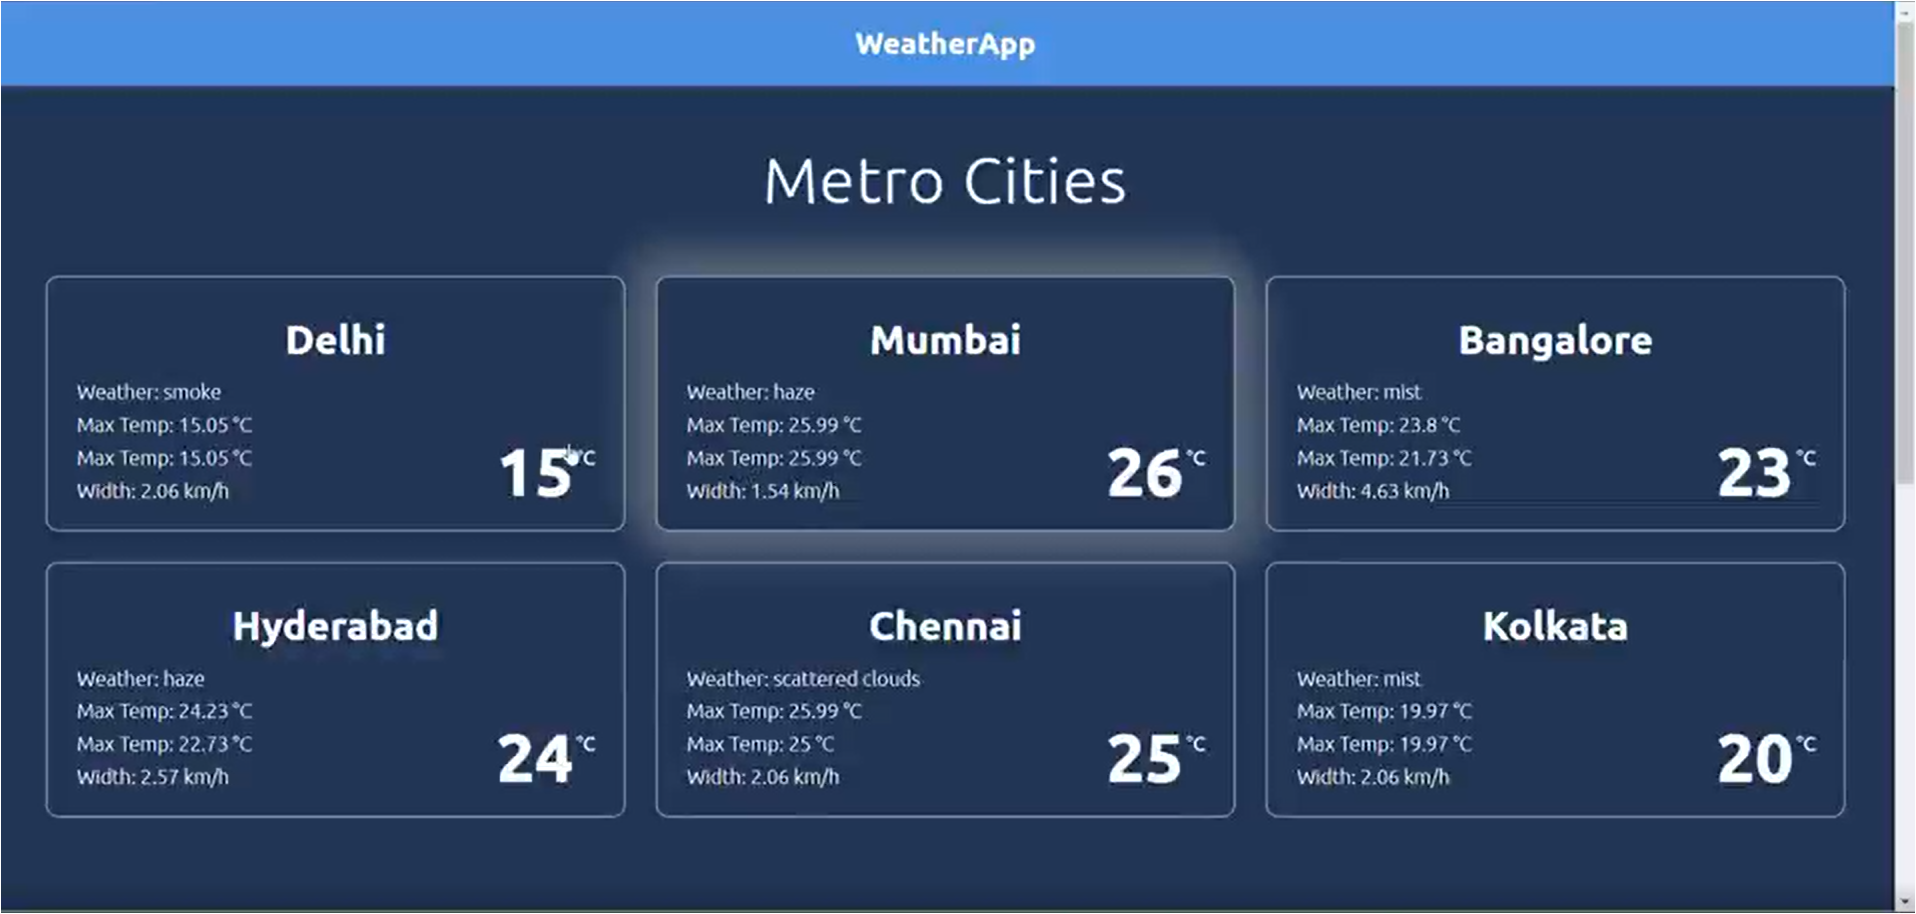 WeatherApp
Metro Cities
Delhi
Weather: smoke
Max Temp: 15.05 °C
Max Temp: 15.05 °C
Width: 2.06 km/h
15 °C
Mumbai
Weather: haze
Max Temp: 25.99 °C
Max Temp: 25.99 °C
Width: 1.54 km/h
26 °C
Bangalore
Weather: mist
Max Temp: 23.8 °C
Max Temp: 21.73 °C
Width: 4.63 km/h
23 °C
Hyderabad
Weather: haze
Max Temp: 24.23 °C
Max Temp: 22.73 °C
Width: 2.57 km/h
24 °C
Chennai
Weather: scattered clouds
Max Temp: 25.99 °C
Max Temp: 25 °C
Width: 2.06 km/h
25 °C
Kolkata
Weather: mist
Max Temp: 19.97 °C
Max Temp: 19.97 °C
Width: 2.06 km/h
20 °C